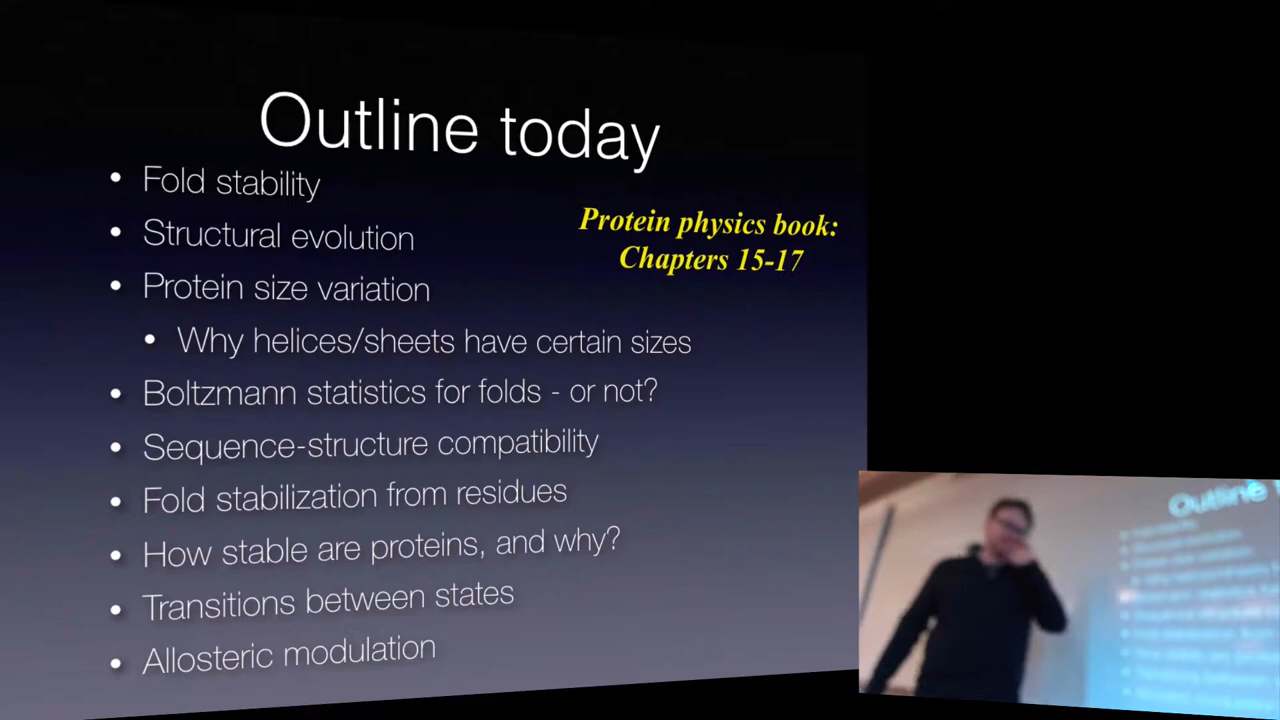 Outline today
• Fold stability
• Structural evolution
• Protein size variation
• Why helices/sheets have certain sizes
• Boltzmann statistics for folds - or not?
• Sequence-structure compatibility
• Fold stabilization from residues
• How stable are proteins, and why?
• Transitions between states
• Allosteric modulation
Protein physics book:
Chapters 15-17
Outline